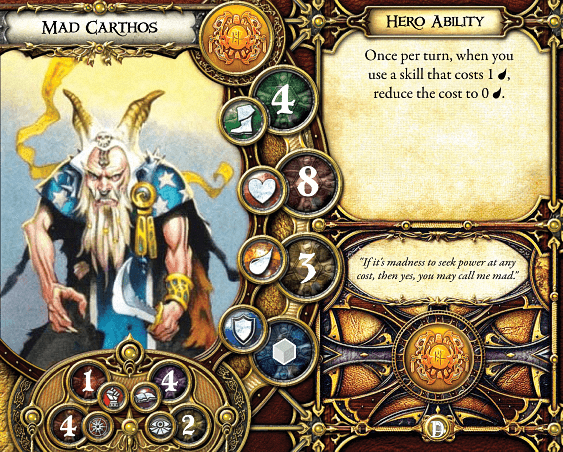 Mad Carthos
4
8
3
1
4
4
2
Hero Ability
Once per turn, when you
use a skill that costs 1 ,
reduce the cost to 0 .
"If it's madness to seek power at any
cost, then yes, you may call me mad."
D